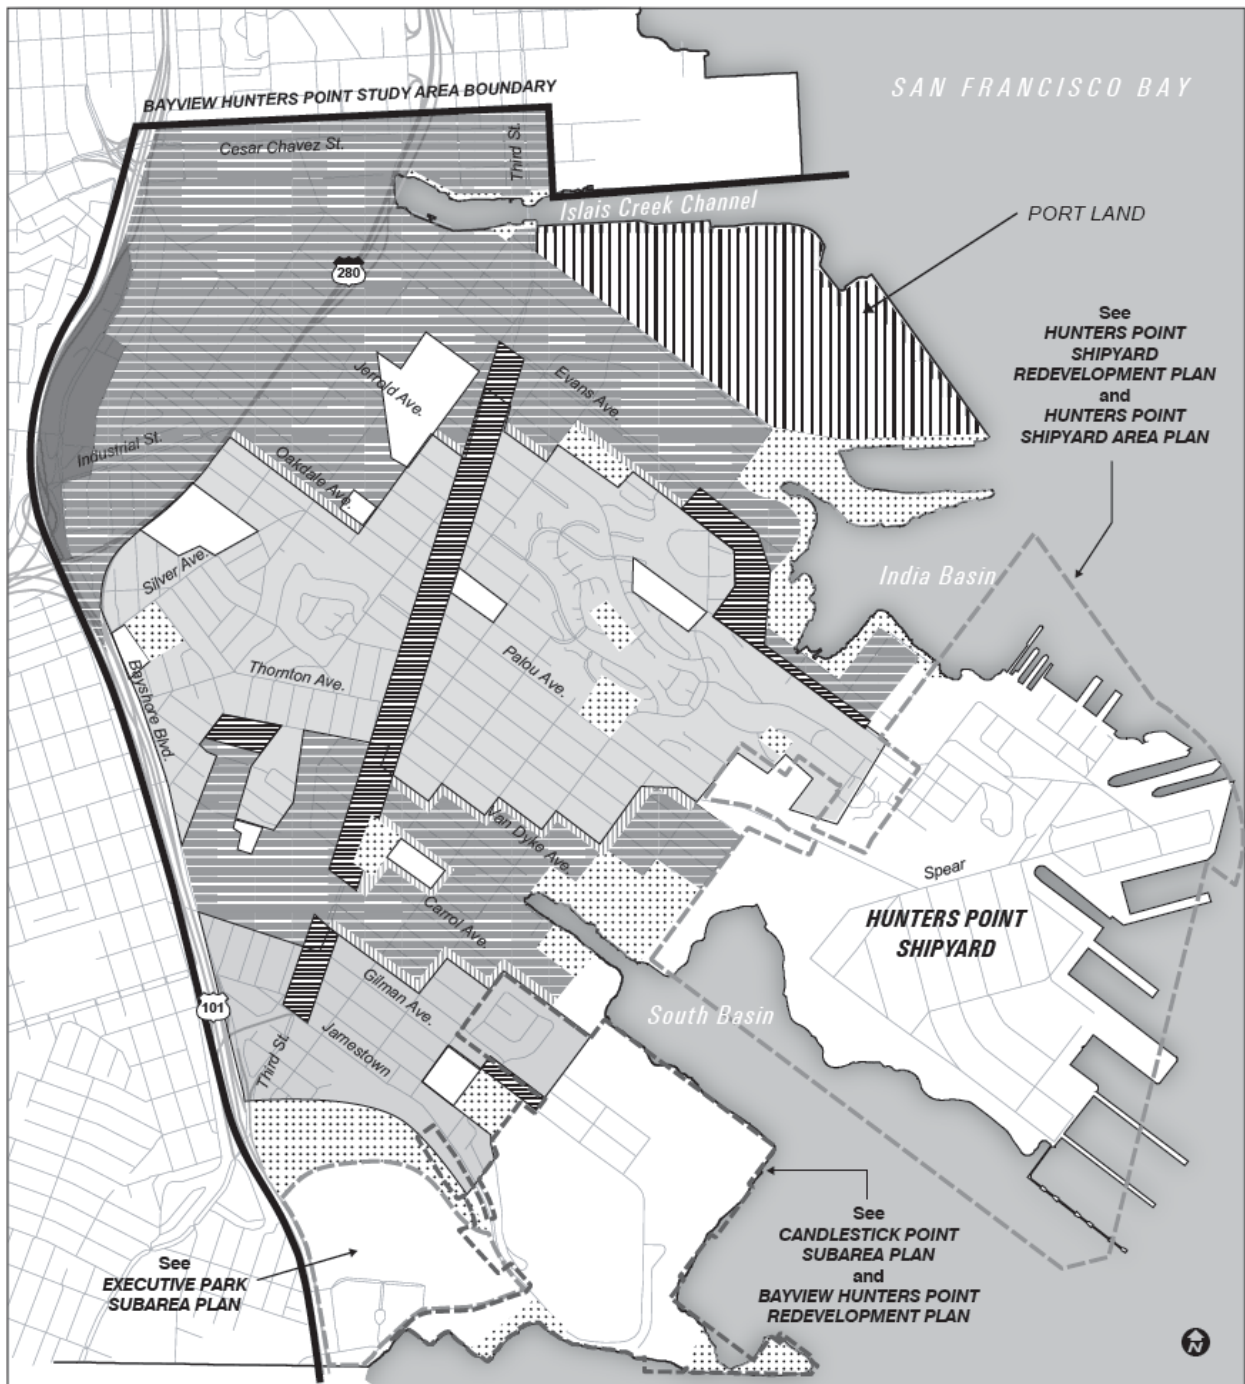 SAN FRANCISCO BAY
BAYVIEW HUNTERS POINT STUDY AREA BOUNDARY
Cesar Chavez St.
Third St.
Islais Creek Channel
PORT LAND
280
See
HUNTERS POINT
SHIPYARD
REDEVELOPMENT PLAN
and
HUNTERS POINT
SHIPYARD AREA PLAN
Jerrold Ave.
Evans Ave.
Industrial St.
Oakdale Ave.
Silver Ave.
India Basin
Thornton Ave.
Palou Ave.
Bayshore Blvd.
Van Dyke Ave.
Spear
Carrol Ave.
HUNTERS POINT
SHIPYARD
Gilman Ave.
101
South Basin
Jamestown
Third St.
See
EXECUTIVE PARK
SUBAREA PLAN
See
CANDLESTICK POINT
SUBAREA PLAN
and
BAYVIEW HUNTERS POINT
REDEVELOPMENT PLAN
N